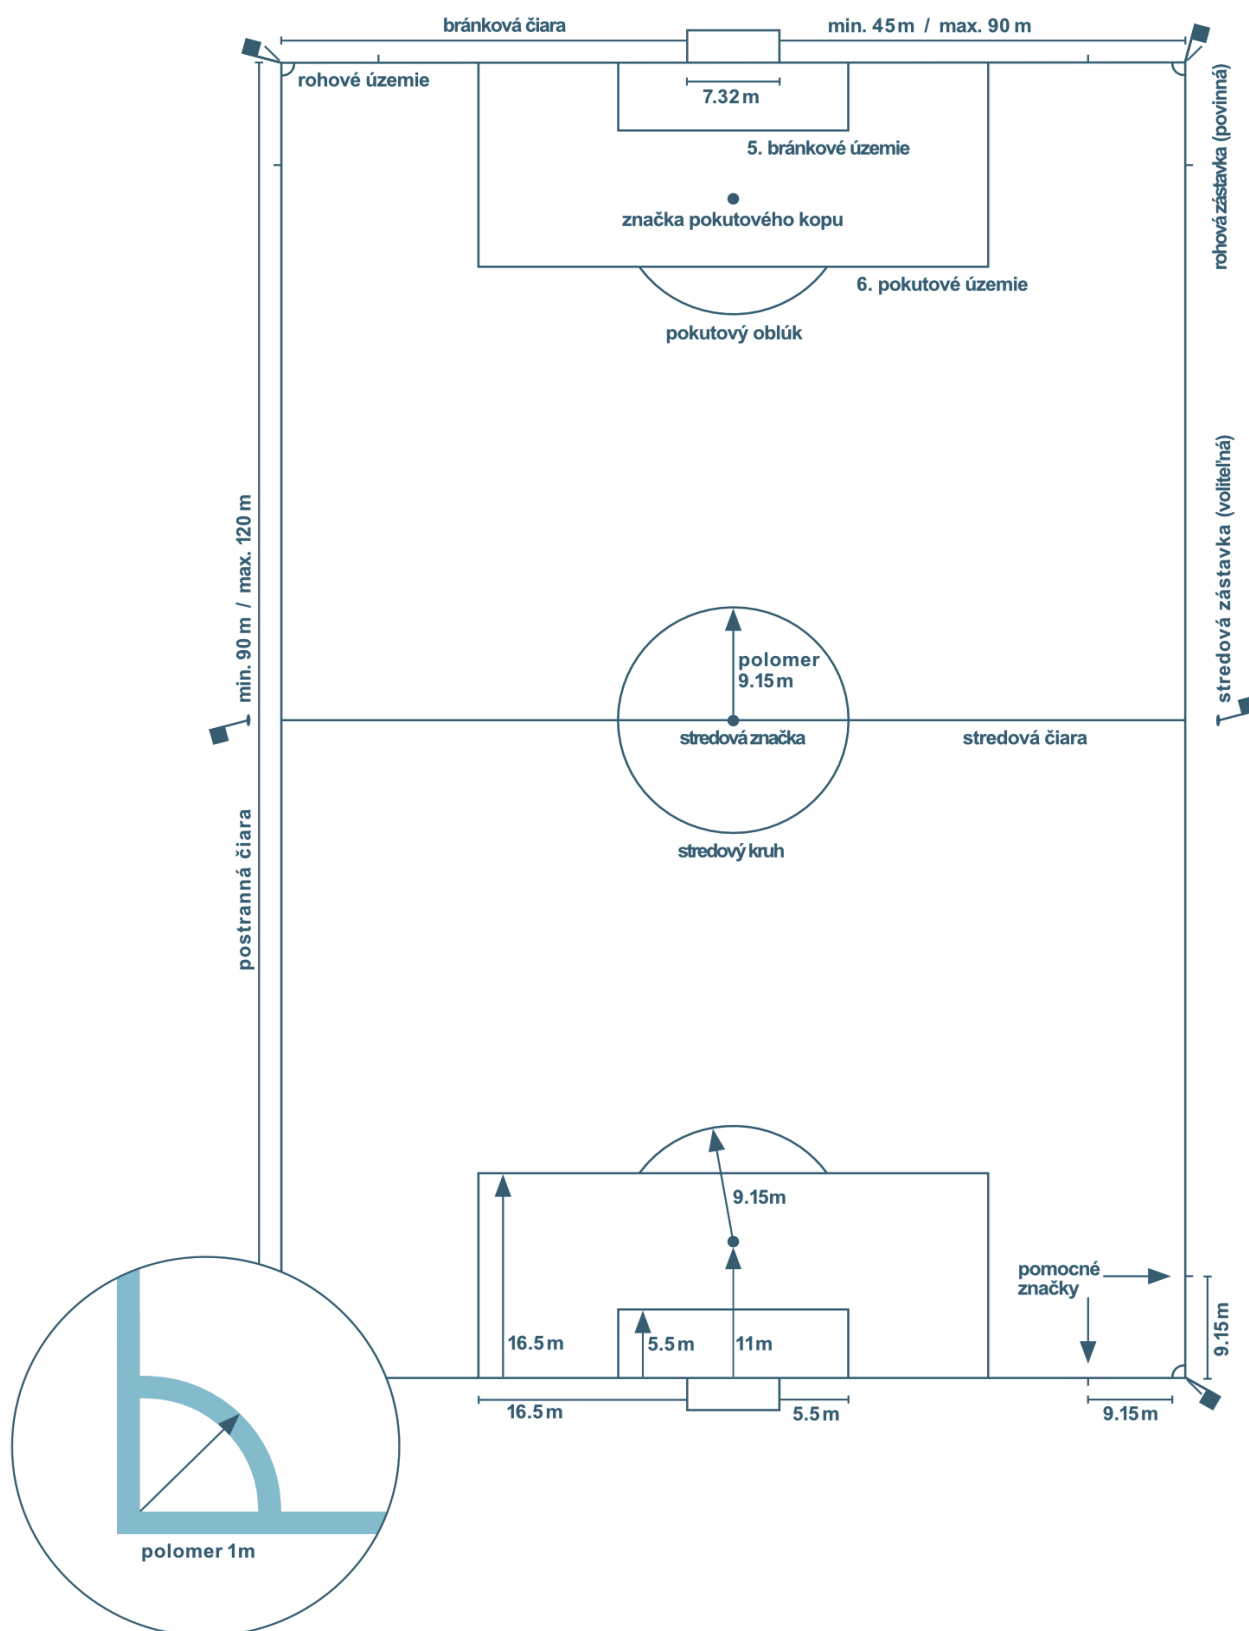 bránková čiara
min. 45 m / max. 90 m
rohové územie
7.32 m
5. bránkové územie
značka pokutového kopu
6. pokutové územie
pokutový oblúk
rohová zástavka (povinná)
stredová zástavka (voliteľná)
min. 90 m / max. 120 m
polomer
9.15 m
stredová značka
stredová čiara
stredový kruh
postranná čiara
9.15m
pomocné
značky
16.5 m
5.5 m
11m
9.15m
16.5 m
5.5 m
9.15 m
polomer 1m